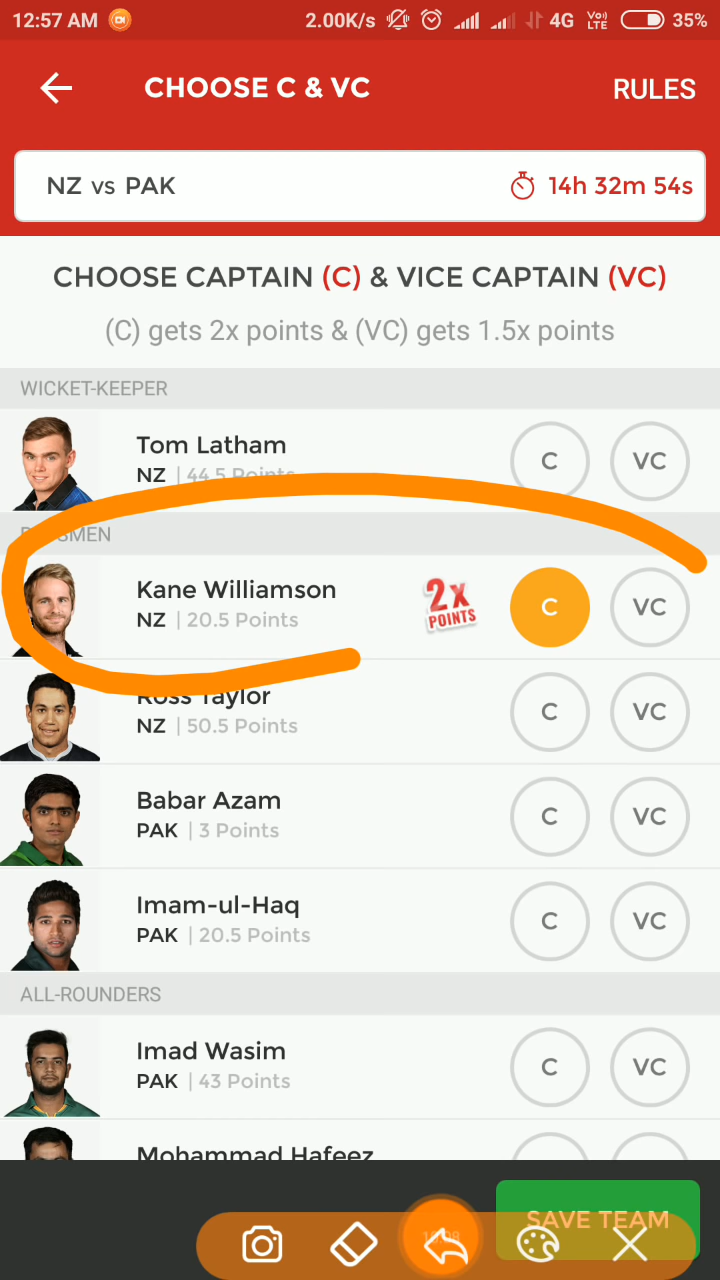 12:57 AM 2.00K/s 4G VoLTE 35%
CHOOSE C & VC RULES
NZ vs PAK 14h 32m 54s
CHOOSE CAPTAIN (C) & VICE CAPTAIN (VC)
(C) gets 2x points & (VC) gets 1.5x points
WICKET-KEEPER
Tom Latham
NZ | 44.5 Points
C VC
Kane Williamson
NZ | 20.5 Points
2X POINTS
C VC
Ross Taylor
NZ | 50.5 Points
C VC
Babar Azam
PAK | 3 Points
C VC
Imam-ul-Haq
PAK | 20.5 Points
C VC
ALL-ROUNDERS
Imad Wasim
PAK | 43 Points
C VC
Mohammad Hafeez
SAVE TEAM